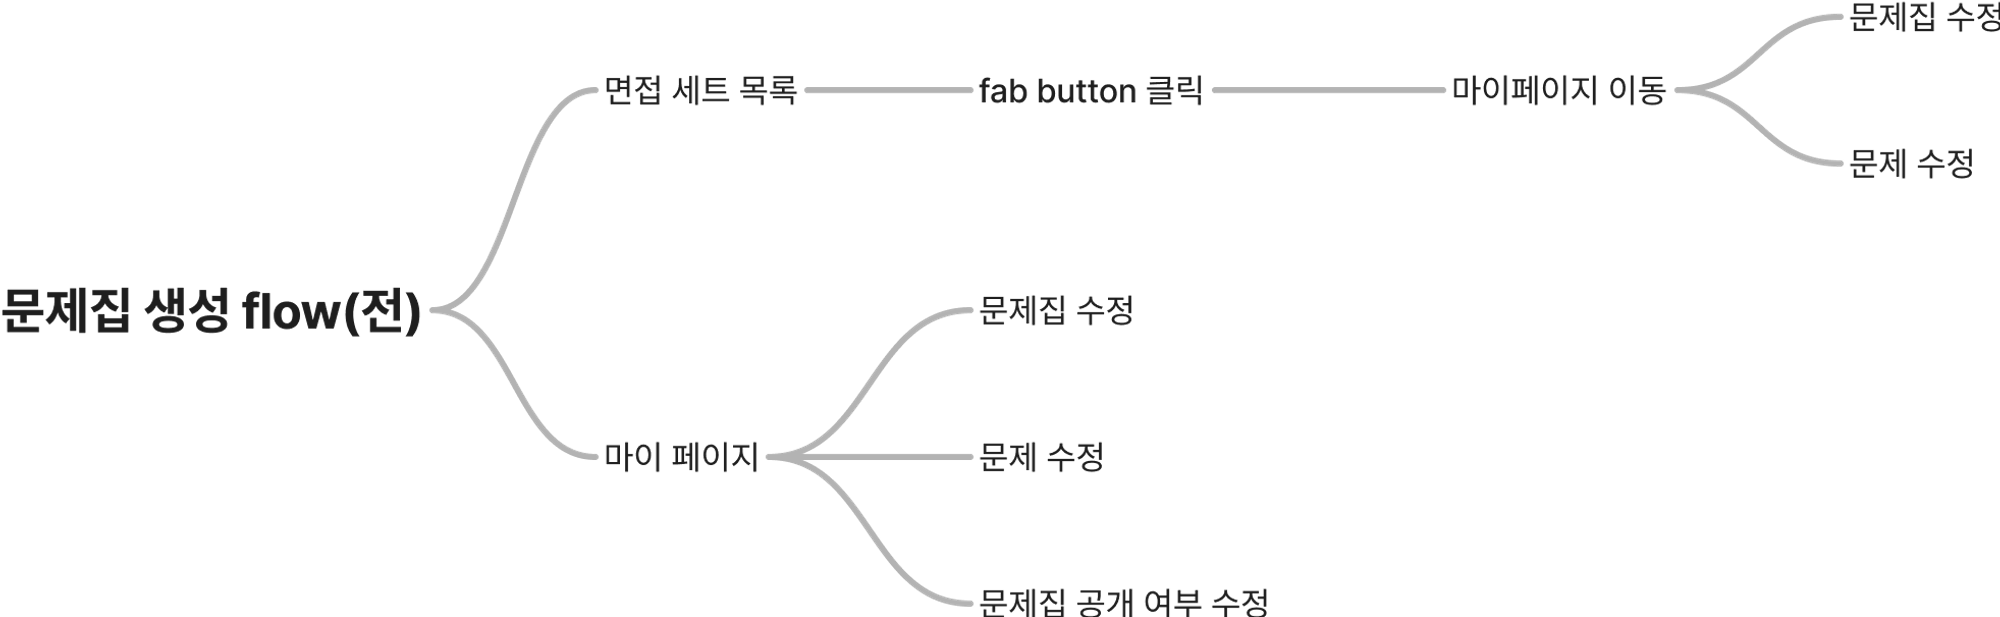 문제집 생성 flow(전)
면접 세트 목록
fab button 클릭
마이페이지 이동
문제집 수정
문제 수정
마이 페이지
문제집 수정
문제 수정
문제집 공개 여부 수정